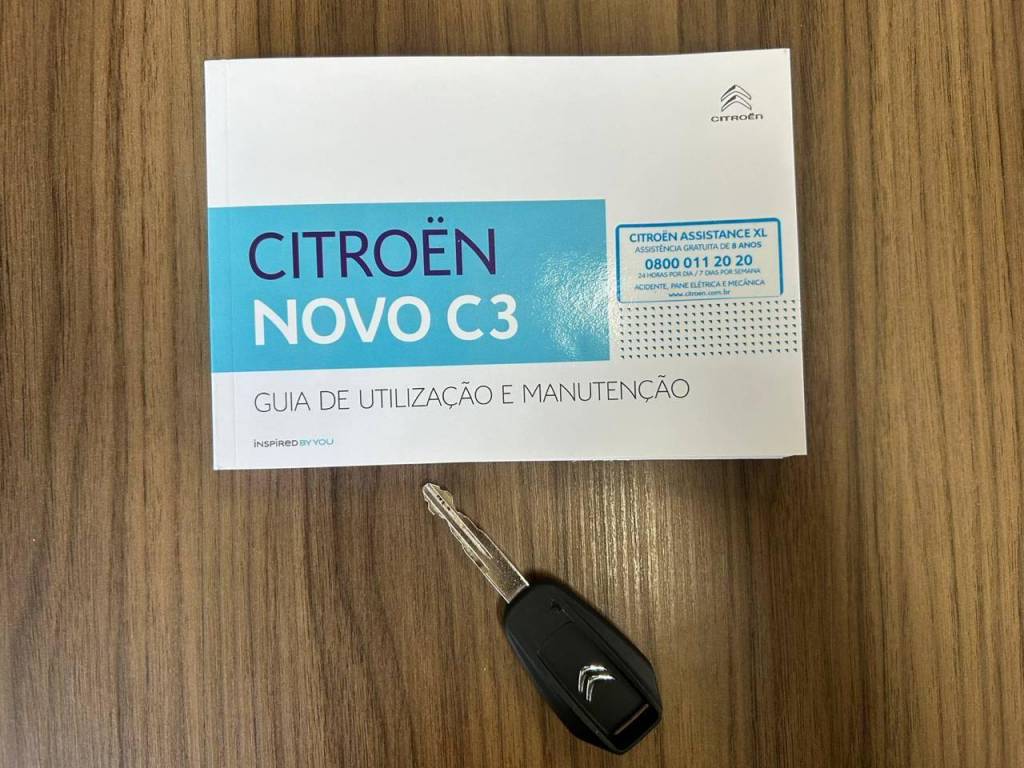 CITROËN
CITROËN
NOVO C3
CITROËN ASSISTANCE XL
ASSISTÊNCIA GRATUITA DE 8 ANOS
0800 011 20 20
24 HORAS POR DIA / 7 DIAS POR SEMANA
ACIDENTE, PANE ELÉTRICA E MECÂNICA
www.citroen.com.br
GUIA DE UTILIZAÇÃO E MANUTENÇÃO
INSPIRED BY YOU